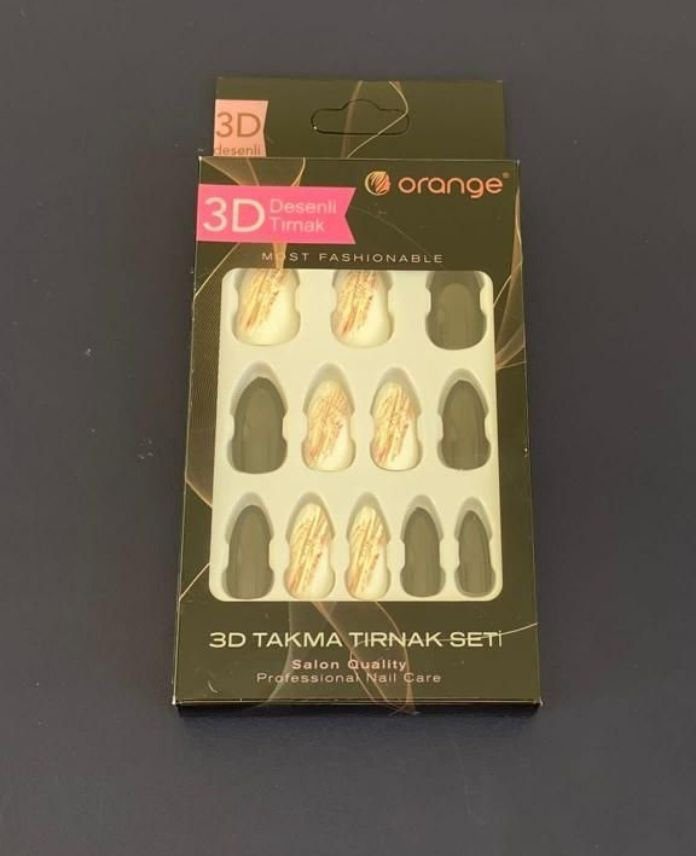 3D
desenli
orange®
3D Desenli
Tırnak
MOST FASHIONABLE
3D TAKMA TIRNAK SETİ
Salon Quality
Professional Nail Care